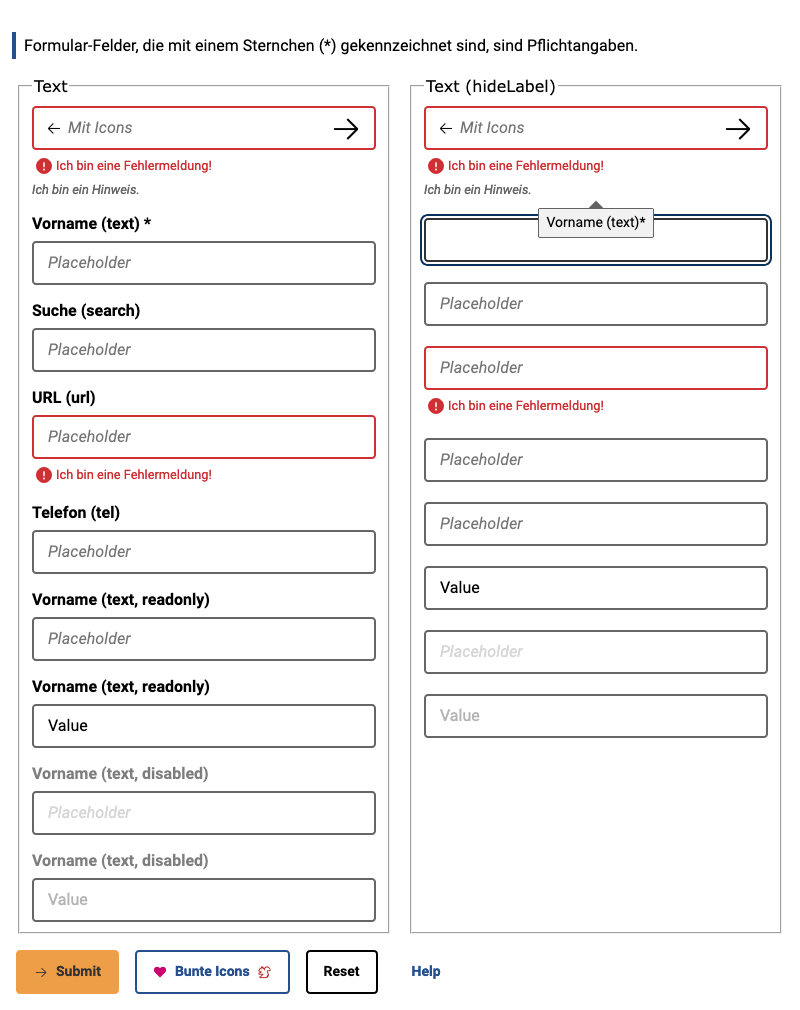 Formular-Felder, die mit einem Sternchen (*) gekennzeichnet sind, sind Pflichtangaben.
Text
Mit Icons
Ich bin eine Fehlermeldung!
Ich bin ein Hinweis.
Vorname (text) *
Placeholder
Suche (search)
Placeholder
URL (url)
Placeholder
Ich bin eine Fehlermeldung!
Telefon (tel)
Placeholder
Vorname (text, readonly)
Placeholder
Vorname (text, readonly)
Value
Vorname (text, disabled)
Placeholder
Vorname (text, disabled)
Value
Text (hideLabel)
Mit Icons
Ich bin eine Fehlermeldung!
Ich bin ein Hinweis.
Vorname (text)*
Placeholder
Placeholder
Ich bin eine Fehlermeldung!
Placeholder
Placeholder
Value
Placeholder
Value
Submit
Bunte Icons
Reset
Help